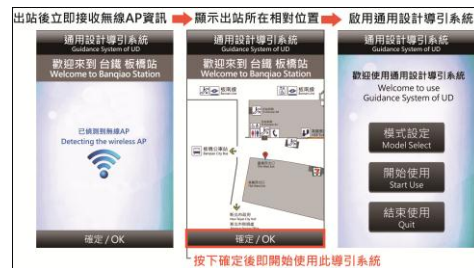 出站後立即接收無線AP資訊
顯示出站所在相對位置
啟用通用設計導引系統
通用設計導引系統
Guidance System of UD
歡迎來到 台鐵 板橋站
Welcome to Banqiao Station
已偵測到無線AP
Detecting the wireless AP
確定 / OK
通用設計導引系統
Guidance System of UD
歡迎來到 台鐵 板橋站
Welcome to Banqiao Station
板南線
板南線
確定 / OK
通用設計導引系統
Guidance System of UD
歡迎使用通用設計導引系統
Welcome to use
Guidance System of UD
模式設定
Model Select
開始使用
Start Use
結束使用
Quit
按下確定後即開始使用此導引系統